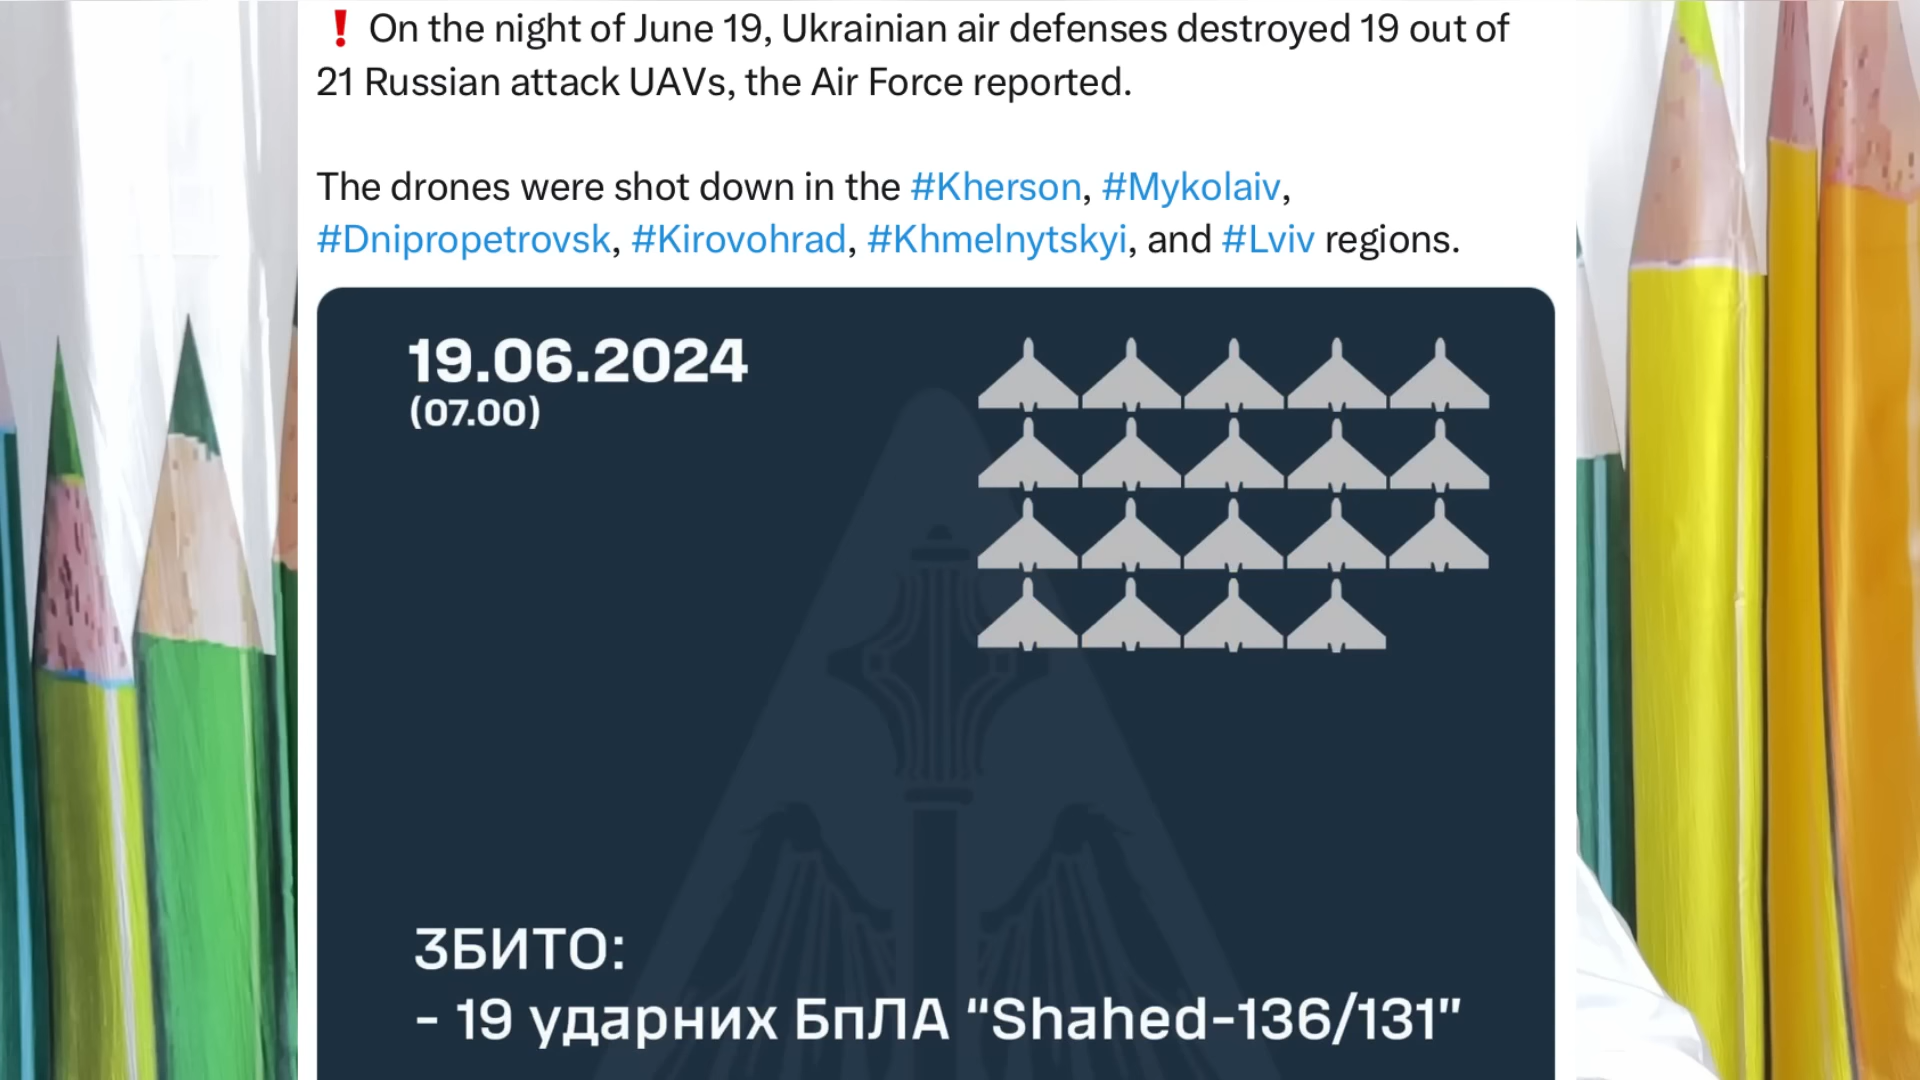 ❗ On the night of June 19, Ukrainian air defenses destroyed 19 out of
21 Russian attack UAVs, the Air Force reported.
The drones were shot down in the #Kherson, #Mykolaiv,
#Dnipropetrovsk, #Kirovohrad, #Khmelnytskyi, and #Lviv regions.
19.06.2024
(07.00)
ЗБИТО:
- 19 ударних БпЛА “Shahed-136/131”